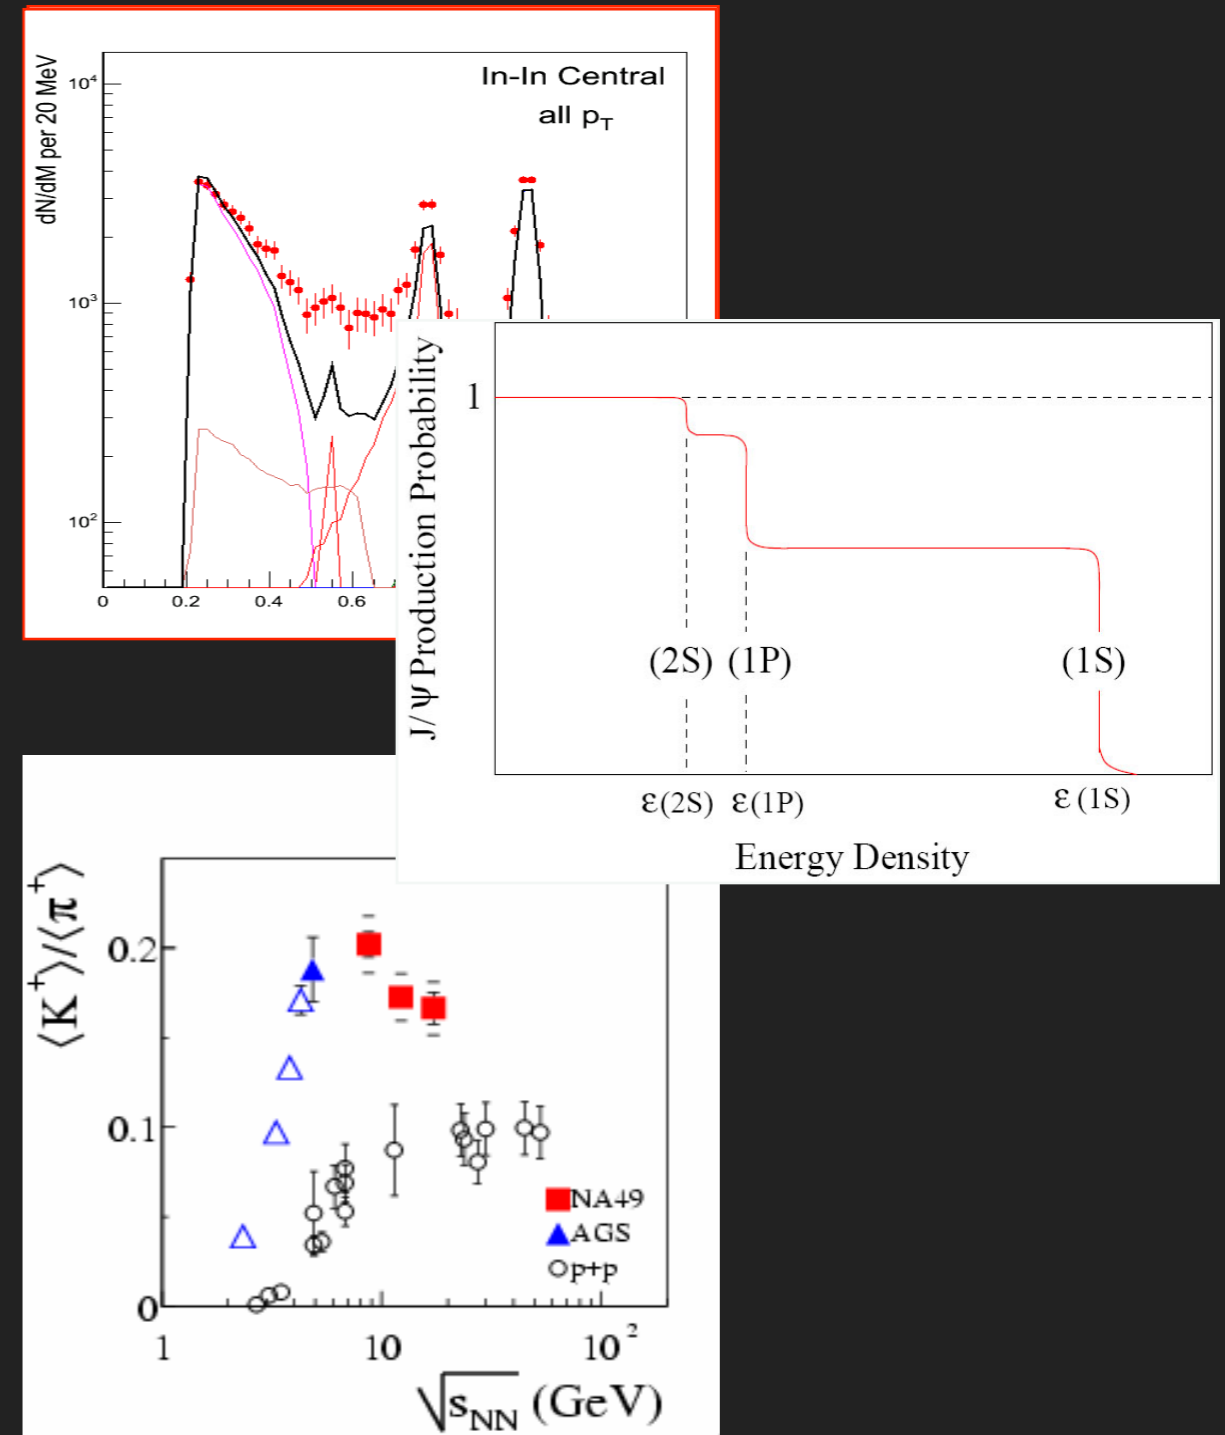 dN/dM per 20 MeV
In-In Central
all pT
10⁴
10³
10²
0 0.2 0.4 0.6
J/ψ Production Probability
1
(2S) (1P) (1S)
ε(2S) ε(1P) ε(1S)
Energy Density
⟨K⁺⟩/⟨π⁺⟩
0.2
0.1
0
NA49
AGS
p+p
1 10 10²
√sNN (GeV)